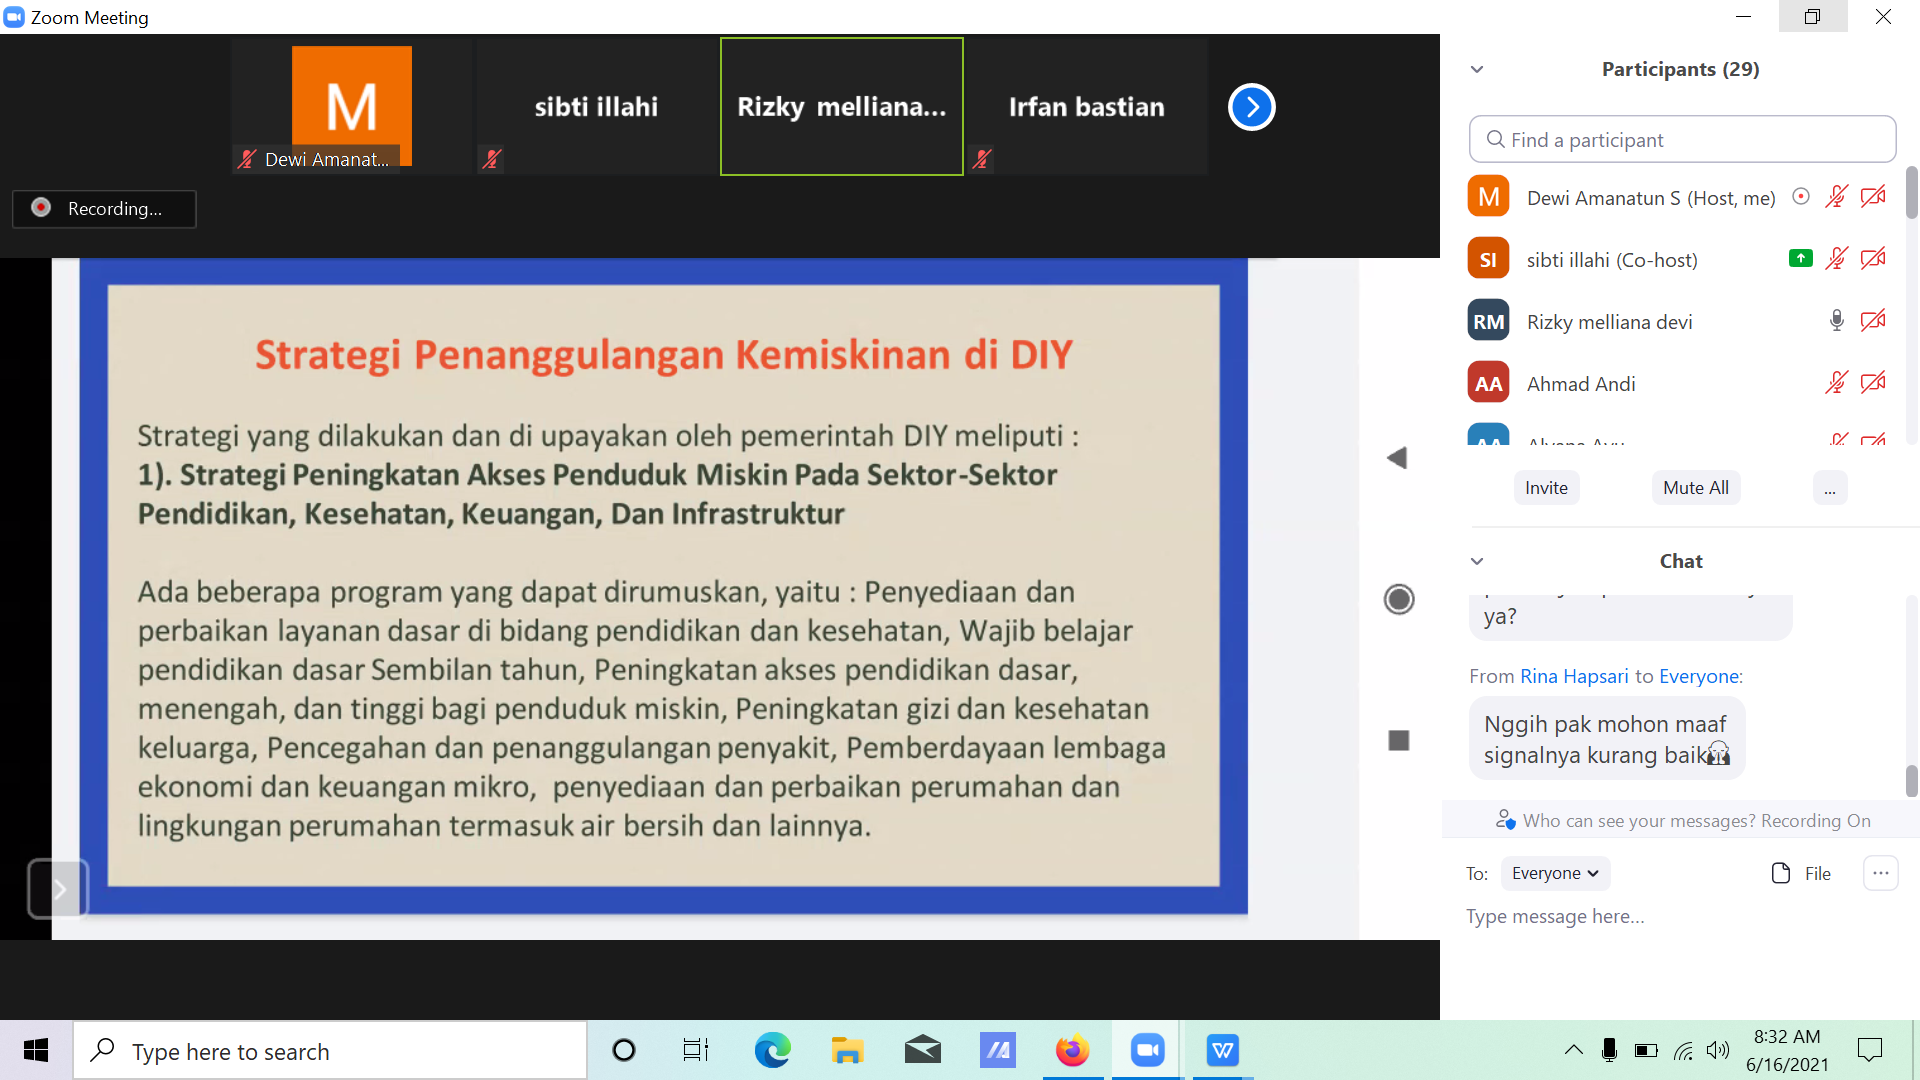 Zoom Meeting
M
Dewi Amanat...
sibti illahi
Rizky melliana...
Irfan bastian
Recording...
Strategi Penanggulangan Kemiskinan di DIY
Strategi yang dilakukan dan di upayakan oleh pemerintah DIY meliputi :
1). Strategi Peningkatan Akses Penduduk Miskin Pada Sektor-Sektor
Pendidikan, Kesehatan, Keuangan, Dan Infrastruktur
Ada beberapa program yang dapat dirumuskan, yaitu : Penyediaan dan
perbaikan layanan dasar di bidang pendidikan dan kesehatan, Wajib belajar
pendidikan dasar Sembilan tahun, Peningkatan akses pendidikan dasar,
menengah, dan tinggi bagi penduduk miskin, Peningkatan gizi dan kesehatan
keluarga, Pencegahan dan penanggulangan penyakit, Pemberdayaan lembaga
ekonomi dan keuangan mikro, penyediaan dan perbaikan perumahan dan
lingkungan perumahan termasuk air bersih dan lainnya.
Participants (29)
Find a participant
M Dewi Amanatun S (Host, me)
SI sibti illahi (Co-host)
RM Rizky melliana devi
AA Ahmad Andi
Invite
Mute All
...
Chat
ya?
From Rina Hapsari to Everyone:
Nggih pak mohon maaf
signalnya kurang baik
Who can see your messages? Recording On
To: Everyone
File
Type message here...
Type here to search
8:32 AM
6/16/2021